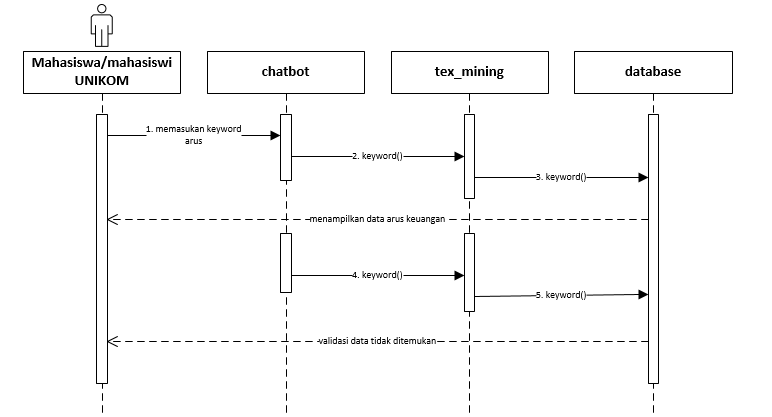 Mahasiswa/mahasiswi
UNIKOM
chatbot
tex_mining
database
1. memasukan keyword
arus
2. keyword()
3. keyword()
menampilkan data arus keuangan
4. keyword()
5. keyword()
validasi data tidak ditemukan